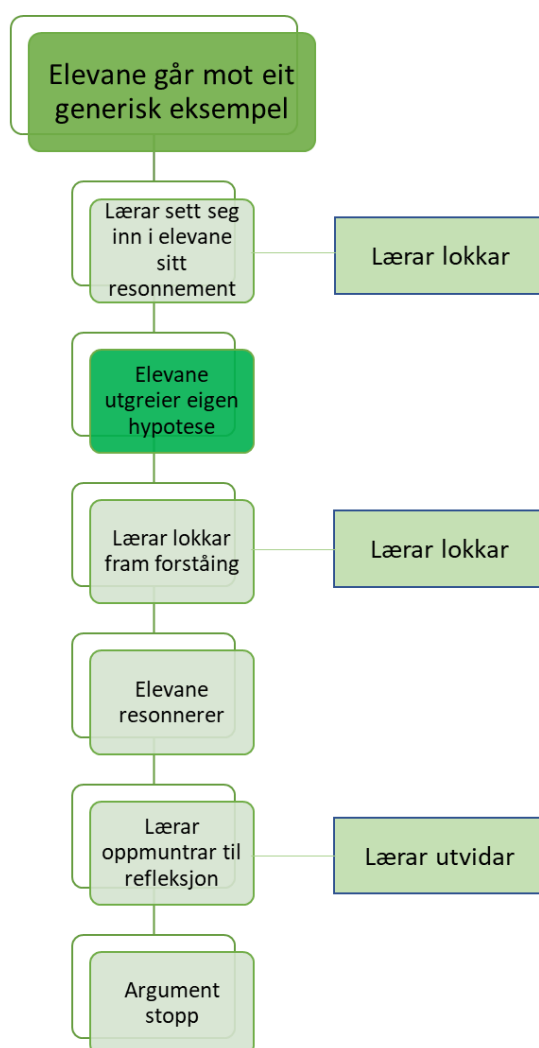 Elevane går mot eit
generisk eksempel
Lærar sett seg
inn i elevane
sitt
resonnement
Lærar lokkar
Elevane
utgreier eigen
hypotese
Lærar lokkar
fram forståing
Lærar lokkar
Elevane
resonnerer
Lærar
oppmuntrar til
refleksjon
Lærar utvidar
Argument
stopp